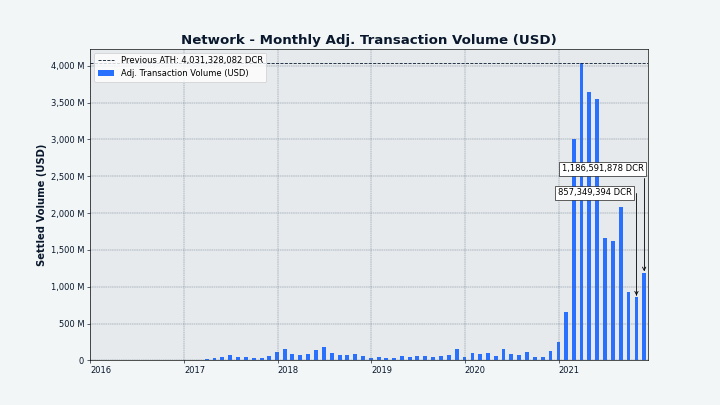 Network - Monthly Adj. Transaction Volume (USD)
Previous ATH: 4,031,328,082 DCR
Adj. Transaction Volume (USD)
4,000 M
3,500 M
3,000 M
2,500 M
2,000 M
1,500 M
1,000 M
500 M
0
Settled Volume (USD)
1,186,591,878 DCR
857,349,394 DCR
2016 2017 2018 2019 2020 2021